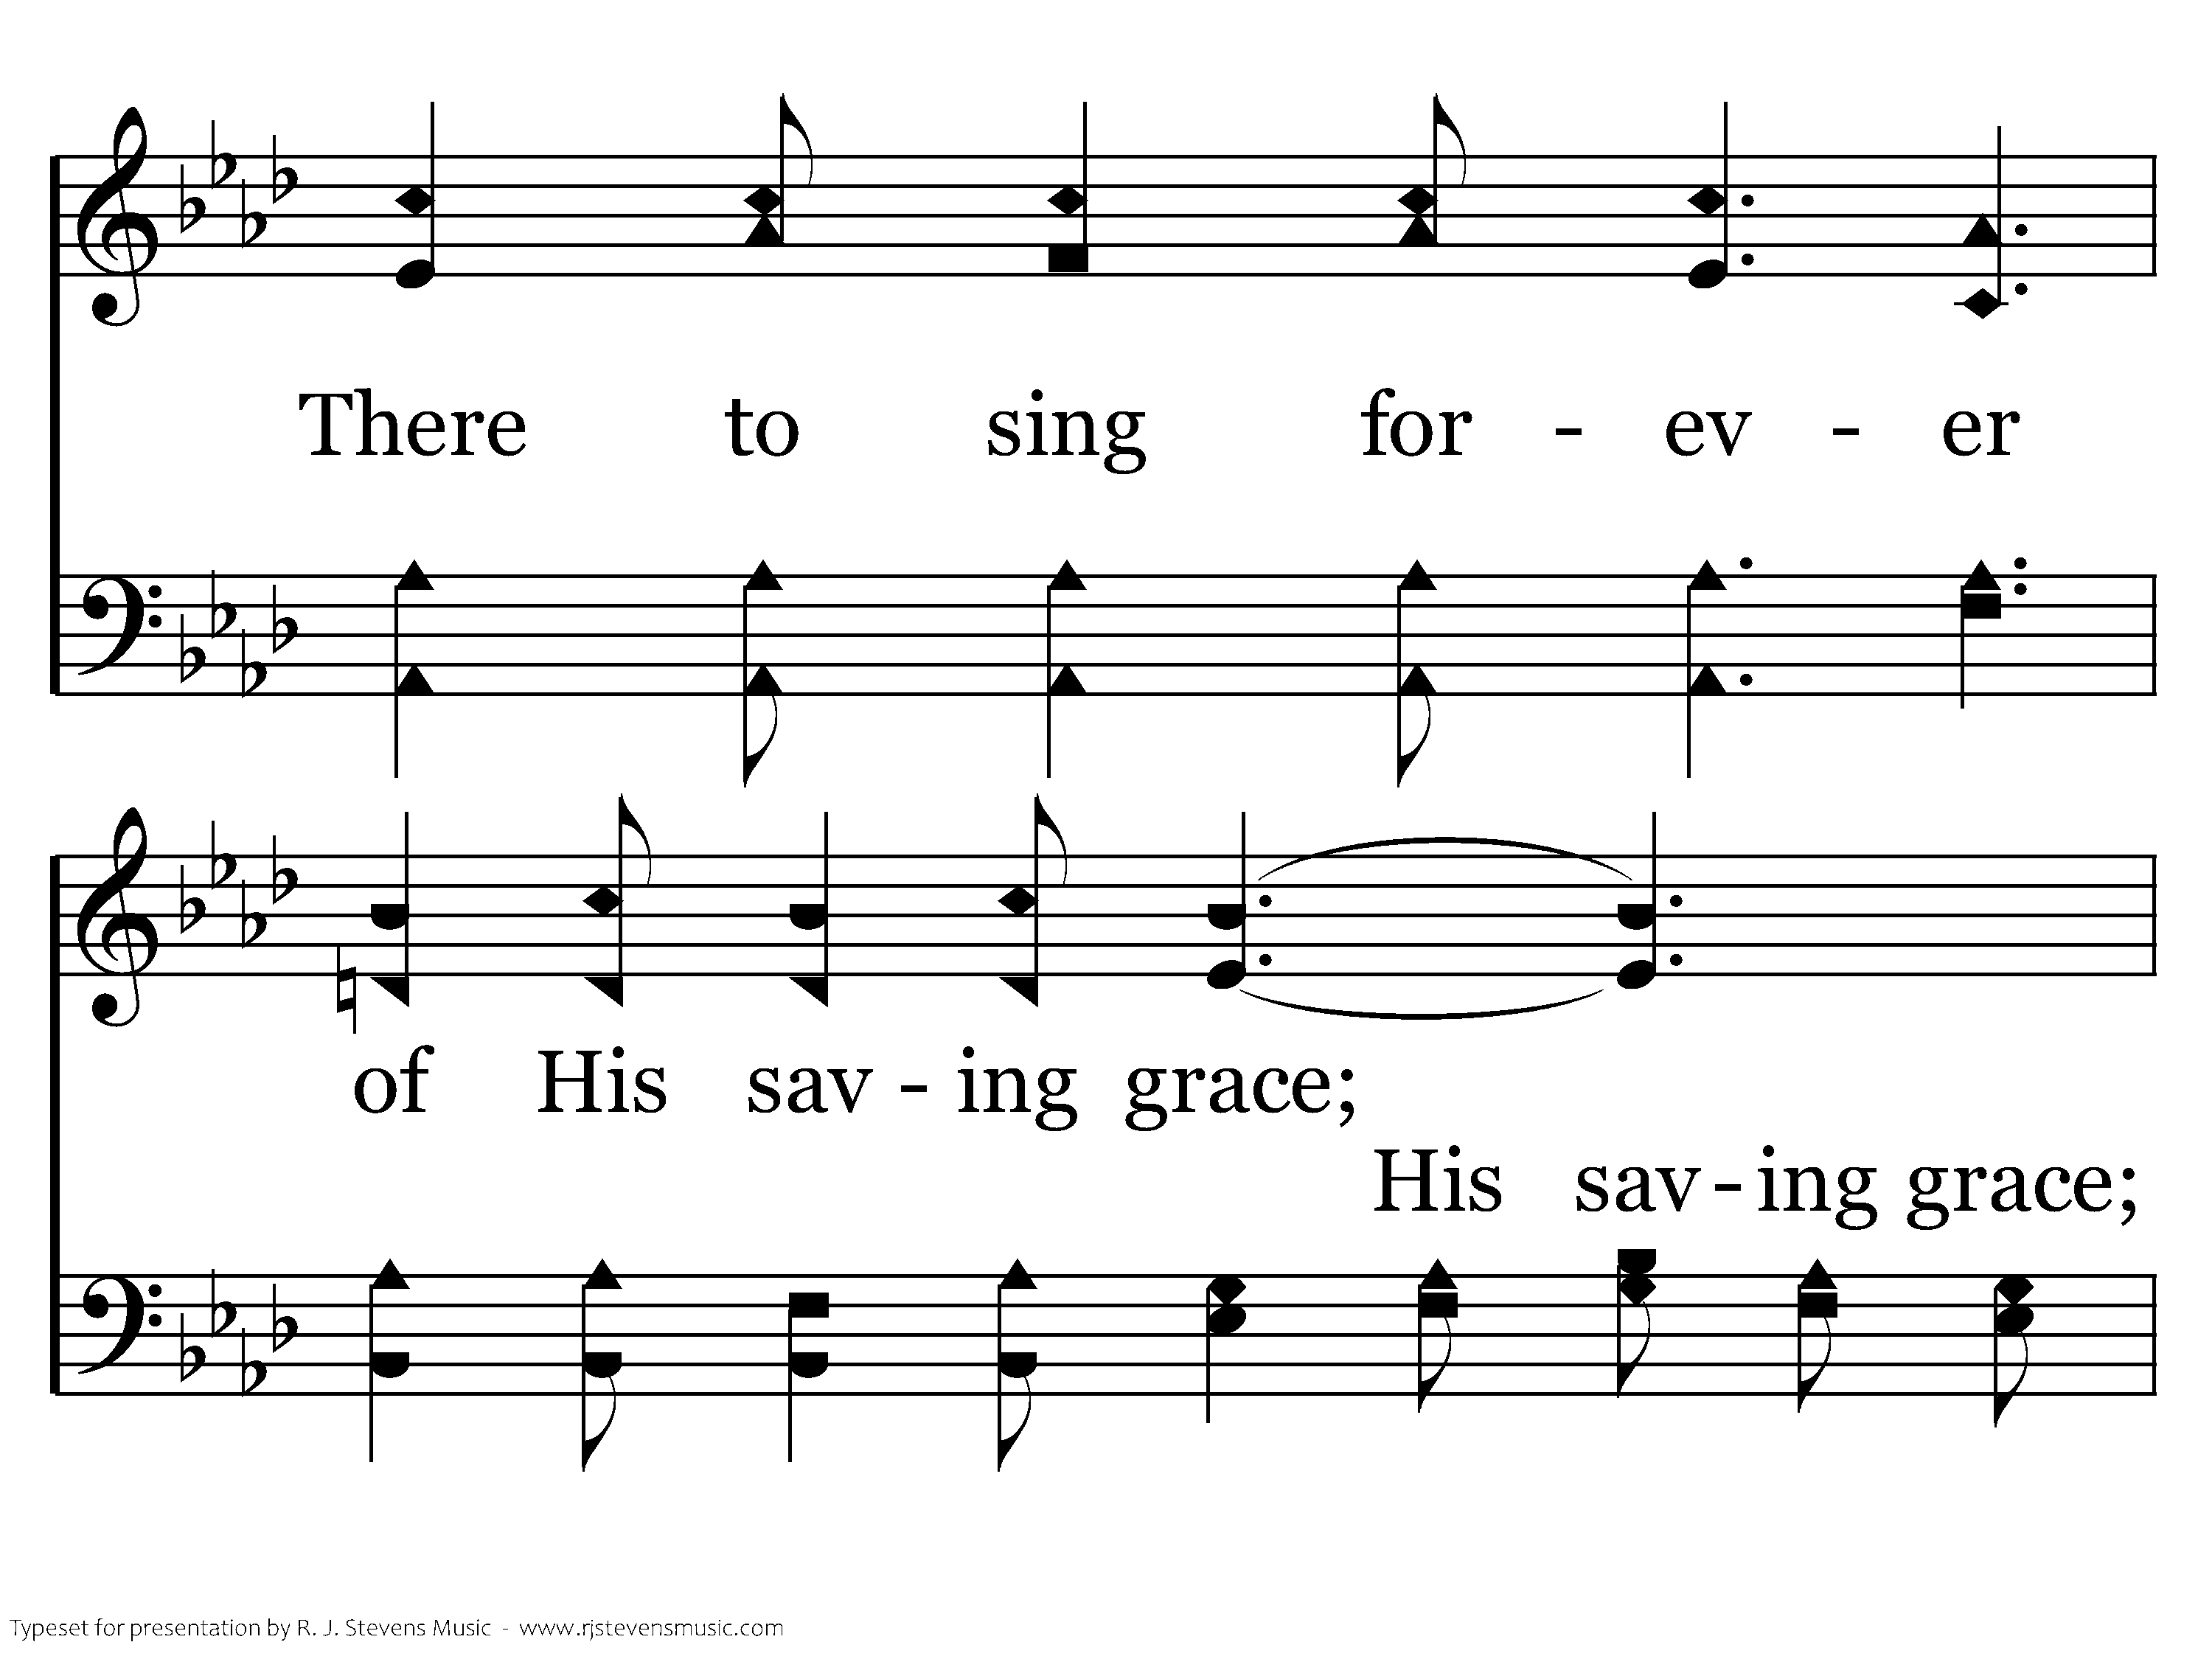 There to sing for - ev - er
of His sav - ing grace;
His sav - ing grace;
Typeset for presentation by R. J. Stevens Music - www.rjstevensmusic.com